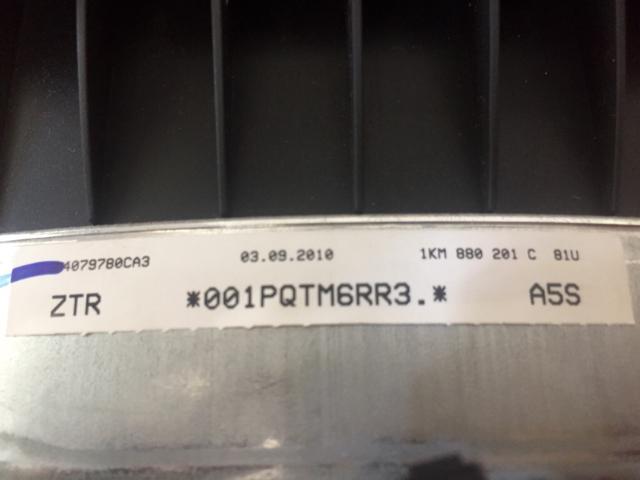 4079780CA3 03.09.2010 1KM 880 201 C 81U
ZTR *001PQTM6RR3.* A5S